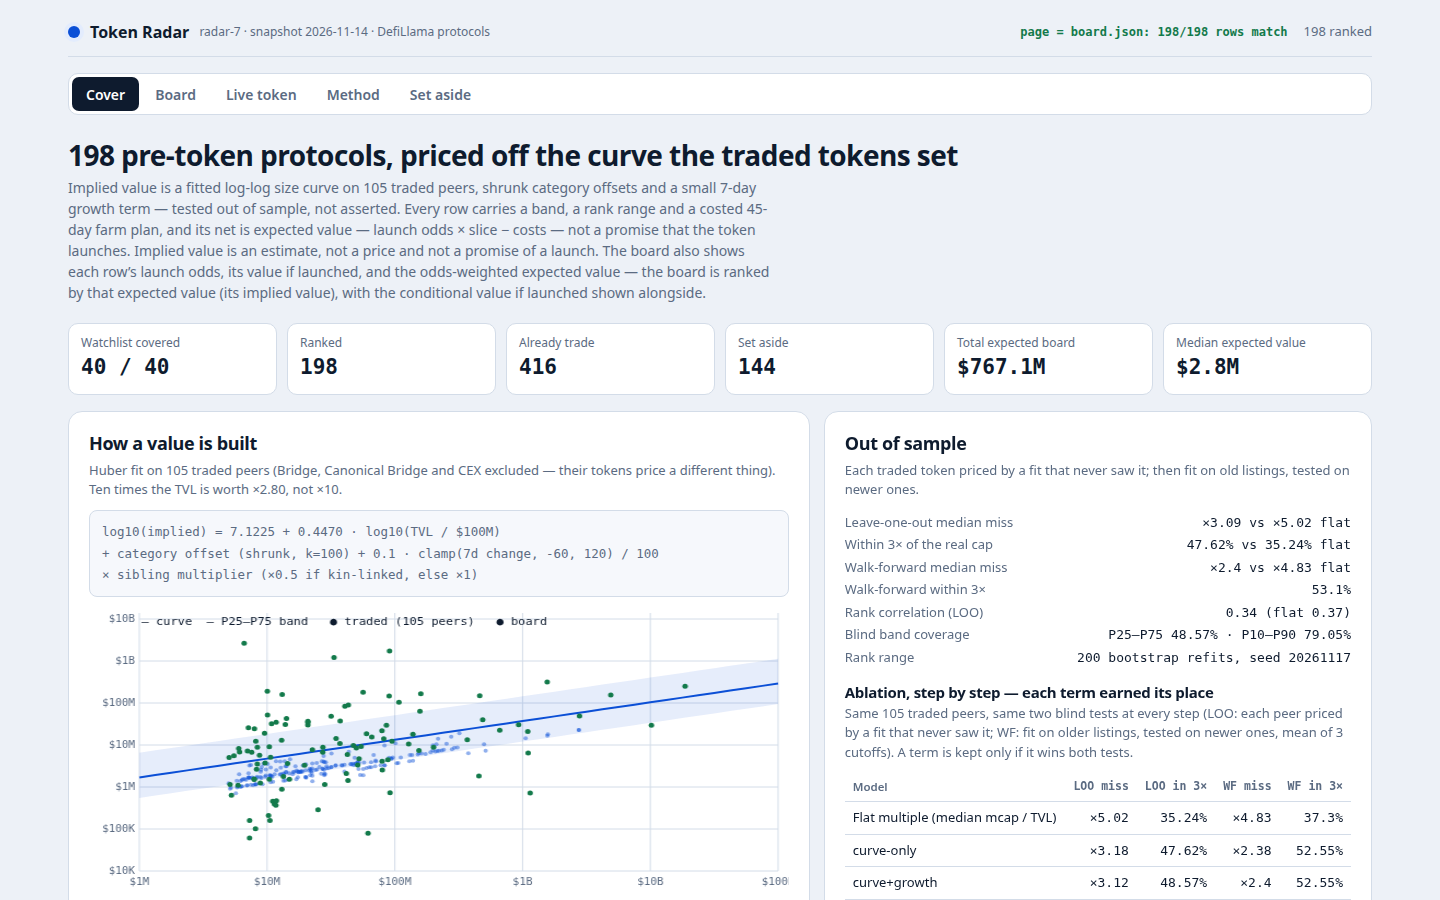 Token Radar radar-7 · snapshot 2026-11-14 · DefiLlama protocols page = board.json: 198/198 rows match 198 ranked
Cover Board Live token Method Set aside
198 pre-token protocols, priced off the curve the traded tokens set
Implied value is a fitted log-log size curve on 105 traded peers, shrunk category offsets and a small 7-day
growth term — tested out of sample, not asserted. Every row carries a band, a rank range and a costed 45-
day farm plan, and its net is expected value — launch odds × slice − costs — not a promise that the token
launches. Implied value is an estimate, not a price and not a promise of a launch. The board also shows
each row’s launch odds, its value if launched, and the odds-weighted expected value — the board is ranked
by that expected value (its implied value), with the conditional value if launched shown alongside.
Watchlist covered
40 / 40
Ranked
198
Already trade
416
Set aside
144
Total expected board
$767.1M
Median expected value
$2.8M
How a value is built
Huber fit on 105 traded peers (Bridge, Canonical Bridge and CEX excluded — their tokens price a different thing).
Ten times the TVL is worth ×2.80, not ×10.
log10(implied) = 7.1225 + 0.4470 · log10(TVL / $100M)
+ category offset (shrunk, k=100) + 0.1 · clamp(7d change, -60, 120) / 100
× sibling multiplier (×0.5 if kin-linked, else ×1)
— curve — P25–P75 band ● traded (105 peers) ● board
$10B
$1B
$100M
$10M
$1M
$100K
$10K
$1M $10M $100M $1B $10B $100
Out of sample
Each traded token priced by a fit that never saw it; then fit on old listings, tested on
newer ones.
Leave-one-out median miss ×3.09 vs ×5.02 flat
Within 3× of the real cap 47.62% vs 35.24% flat
Walk-forward median miss ×2.4 vs ×4.83 flat
Walk-forward within 3× 53.1%
Rank correlation (LOO) 0.34 (flat 0.37)
Blind band coverage P25–P75 48.57% · P10–P90 79.05%
Rank range 200 bootstrap refits, seed 20261117
Ablation, step by step — each term earned its place
Same 105 traded peers, same two blind tests at every step (LOO: each peer priced
by a fit that never saw it; WF: fit on older listings, tested on newer ones, mean of 3
cutoffs). A term is kept only if it wins both tests.
Model LOO miss LOO in 3× WF miss WF in 3×
Flat multiple (median mcap / TVL) ×5.02 35.24% ×4.83 37.3%
curve-only ×3.18 47.62% ×2.38 52.55%
curve+growth ×3.12 48.57% ×2.4 52.55%